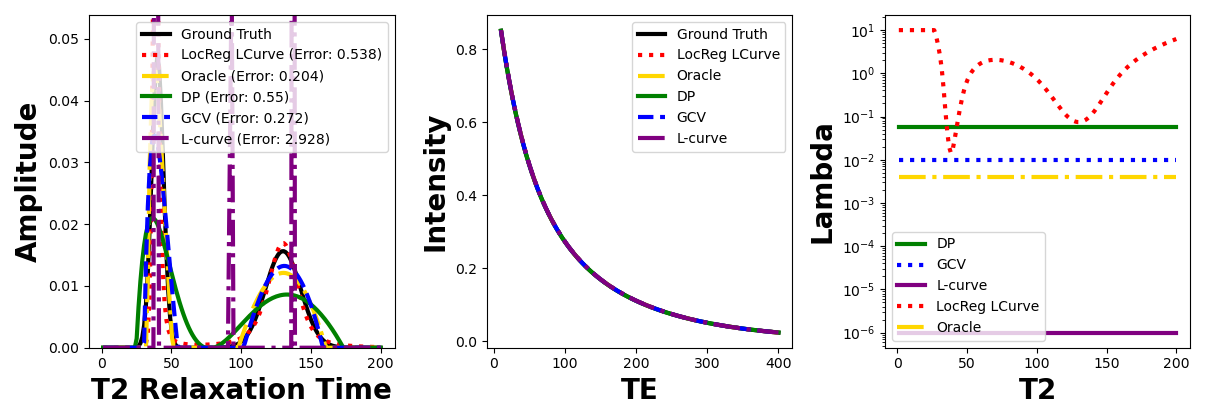 0.05
0.04
0.03
0.02
0.01
0.00
Amplitude
0
50
100
150
200
T2 Relaxation Time
Ground Truth
LocReg LCurve (Error: 0.538)
Oracle (Error: 0.204)
DP (Error: 0.55)
GCV (Error: 0.272)
L-curve (Error: 2.928)
0.8
0.6
0.4
0.2
0.0
Intensity
0
100
200
300
400
TE
Ground Truth
LocReg LCurve
Oracle
DP
GCV
L-curve
10¹
10⁰
10⁻¹
10⁻²
10⁻³
10⁻⁴
10⁻⁵
10⁻⁶
Lambda
0
50
100
150
200
T2
DP
GCV
L-curve
LocReg LCurve
Oracle